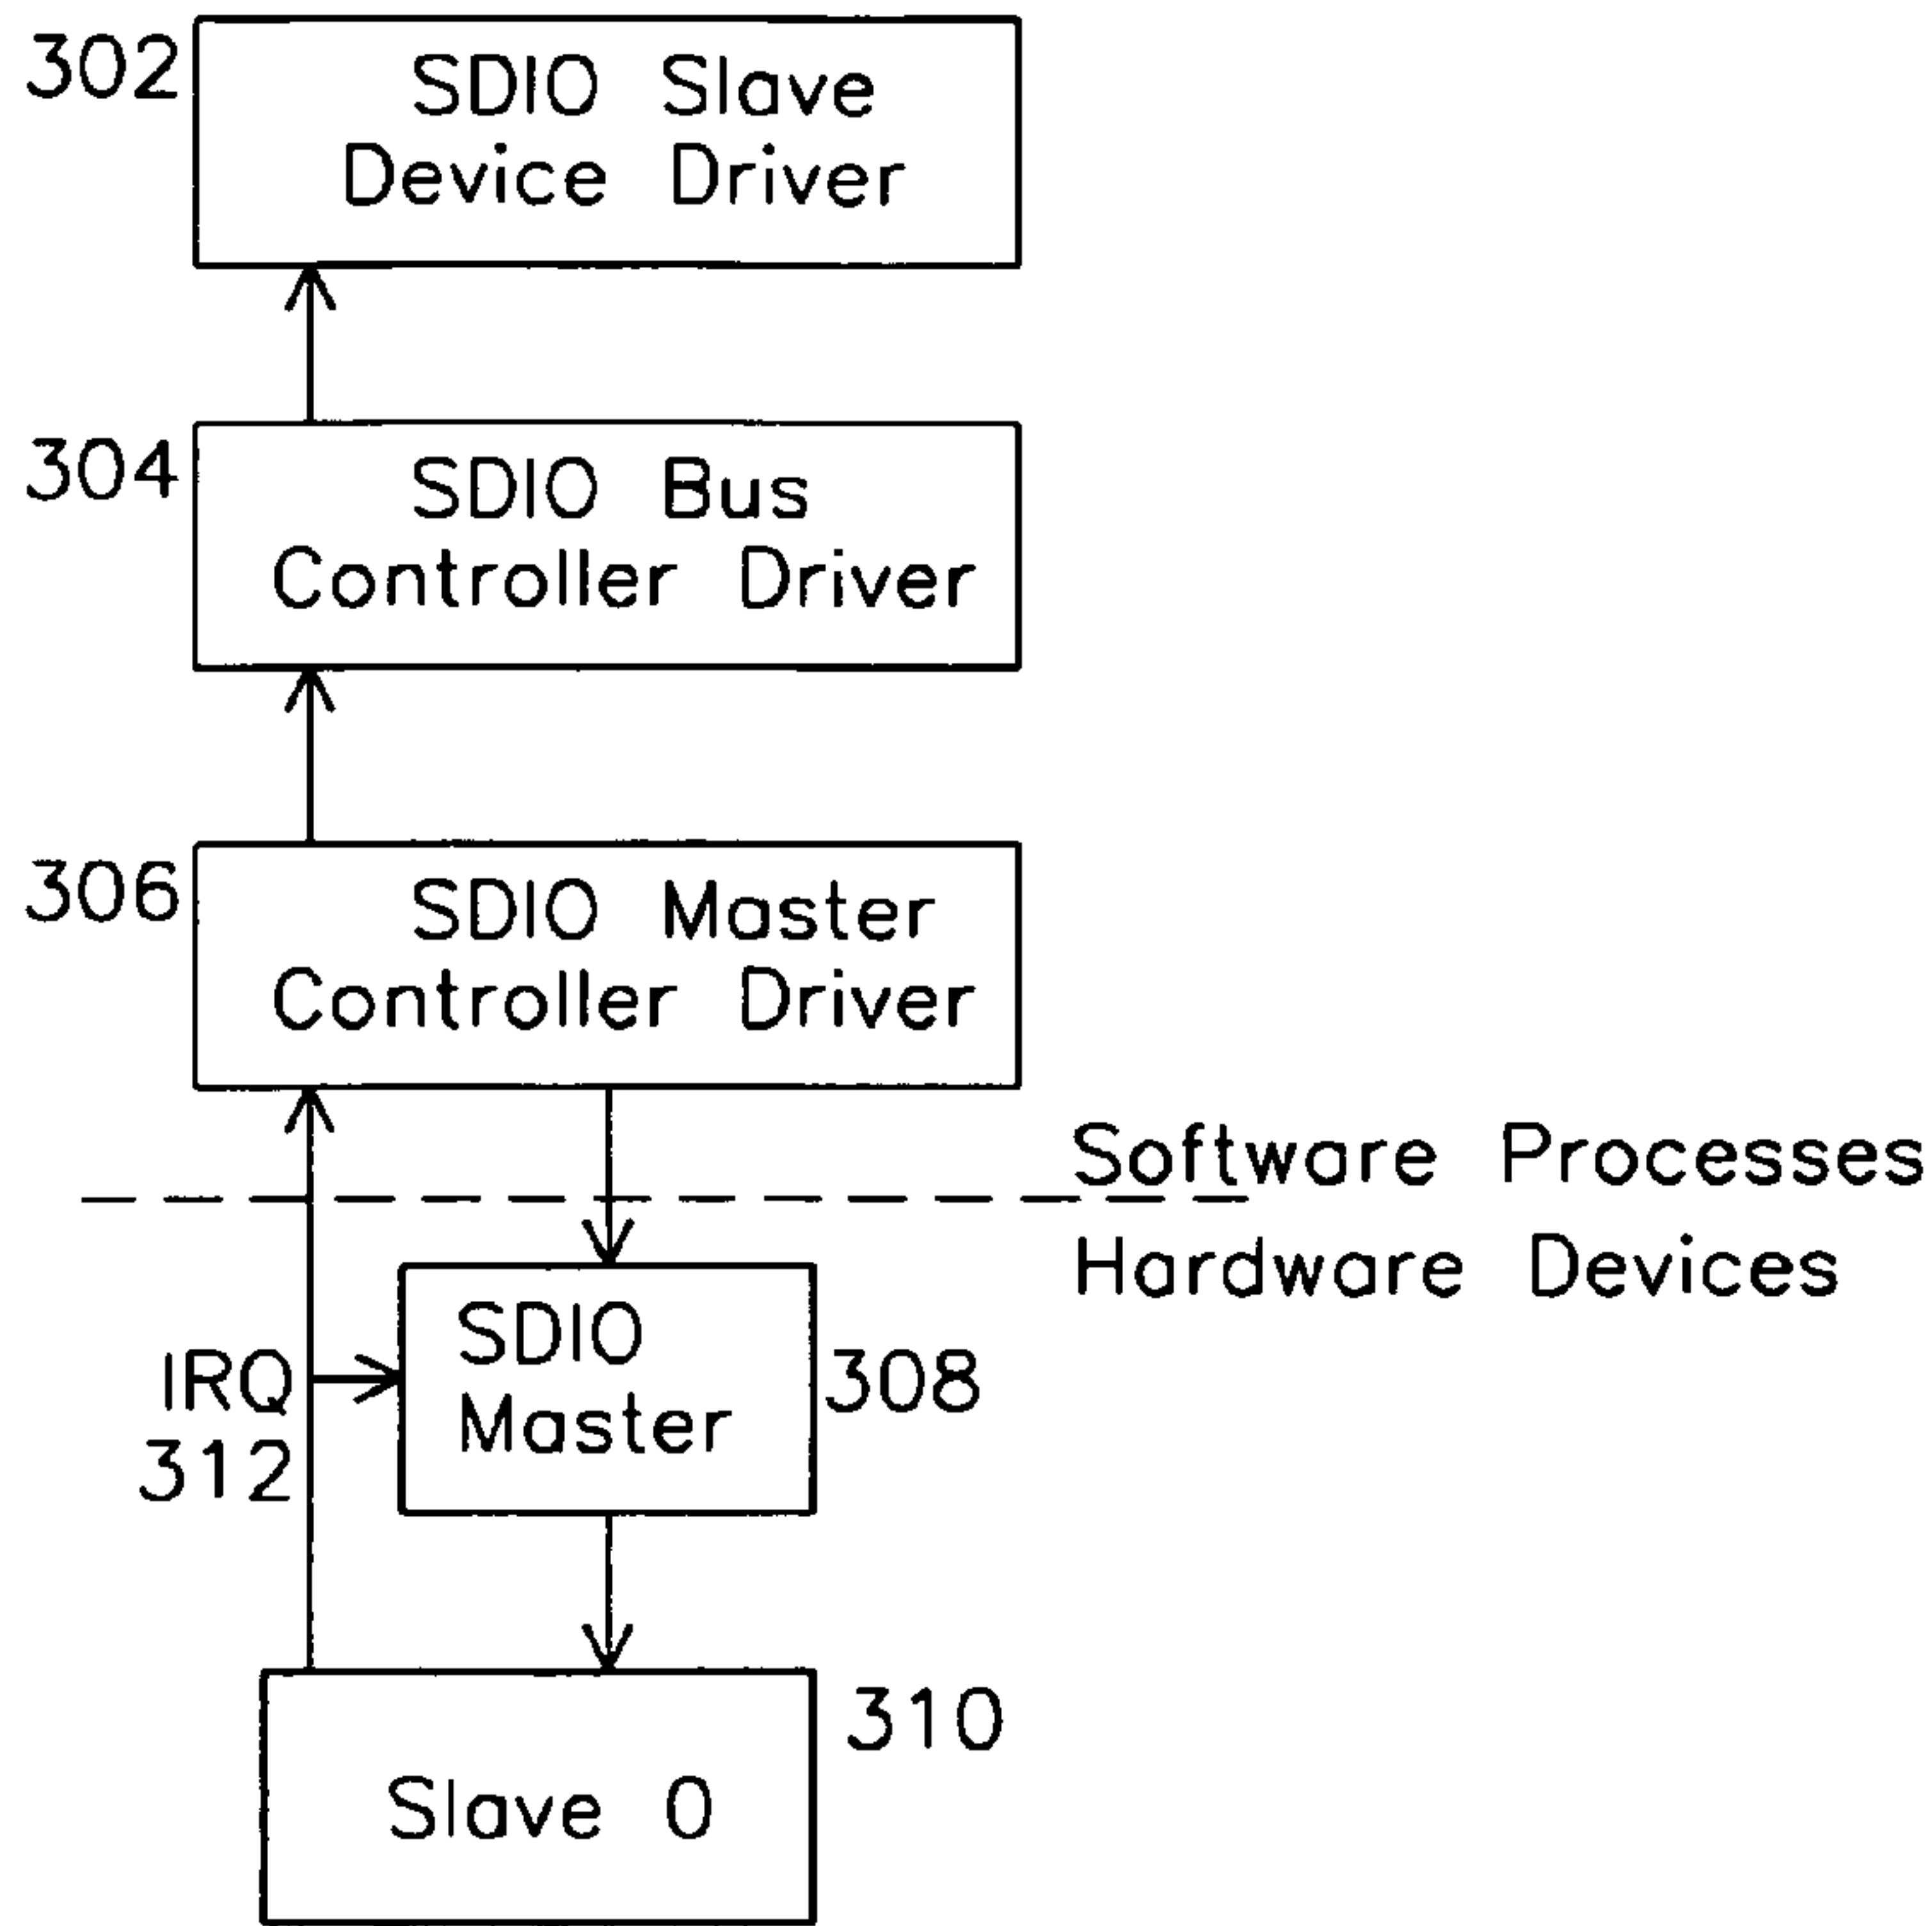 302
SDIO Slave
Device Driver
304
SDIO Bus
Controller Driver
306
SDIO Master
Controller Driver
Software Processes
Hardware Devices
SDIO
Master
308
IRQ
312
310
Slave 0